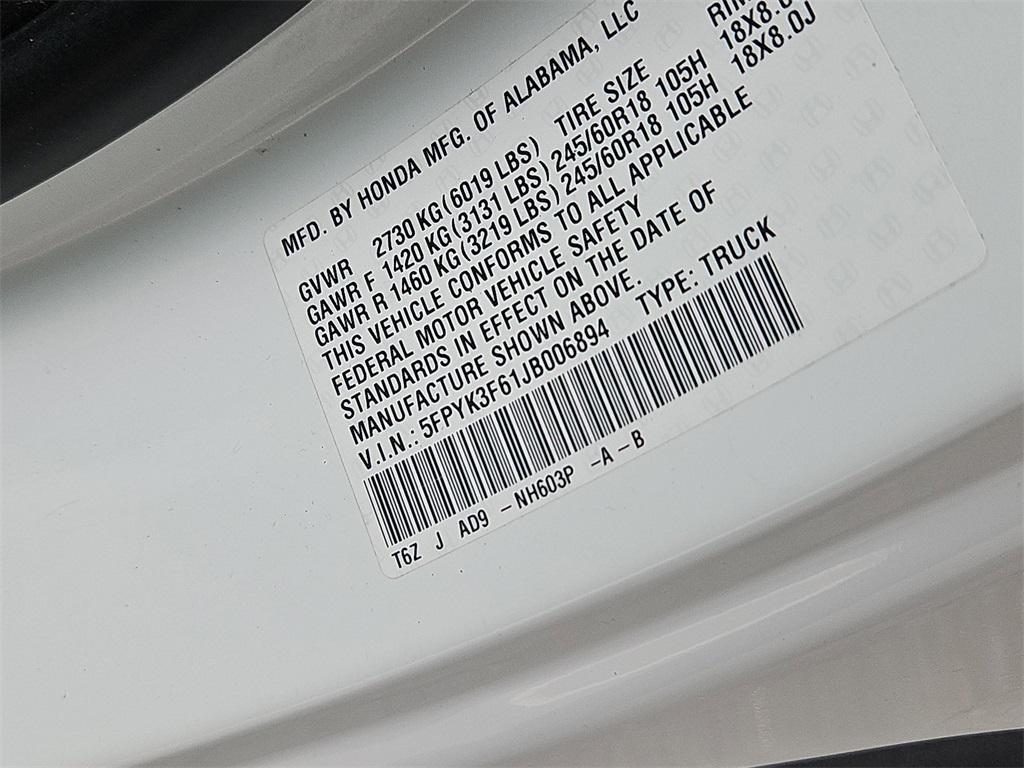 MFD. BY HONDA MFG. OF ALABAMA, LLC
GVWR 2730 KG (6019 LBS) TIRE SIZE
GAWR F 1420 KG (3131 LBS) 245/60R18 105H
GAWR R 1460 KG (3219 LBS) 245/60R18 105H 18X8.0J
THIS VEHICLE CONFORMS TO ALL APPLICABLE
FEDERAL MOTOR VEHICLE SAFETY
STANDARDS IN EFFECT ON THE DATE OF
MANUFACTURE SHOWN ABOVE.
V.I.N.: 5FPYK3F61JB006894 TYPE: TRUCK
T6Z J AD9 -NH603P -A-B